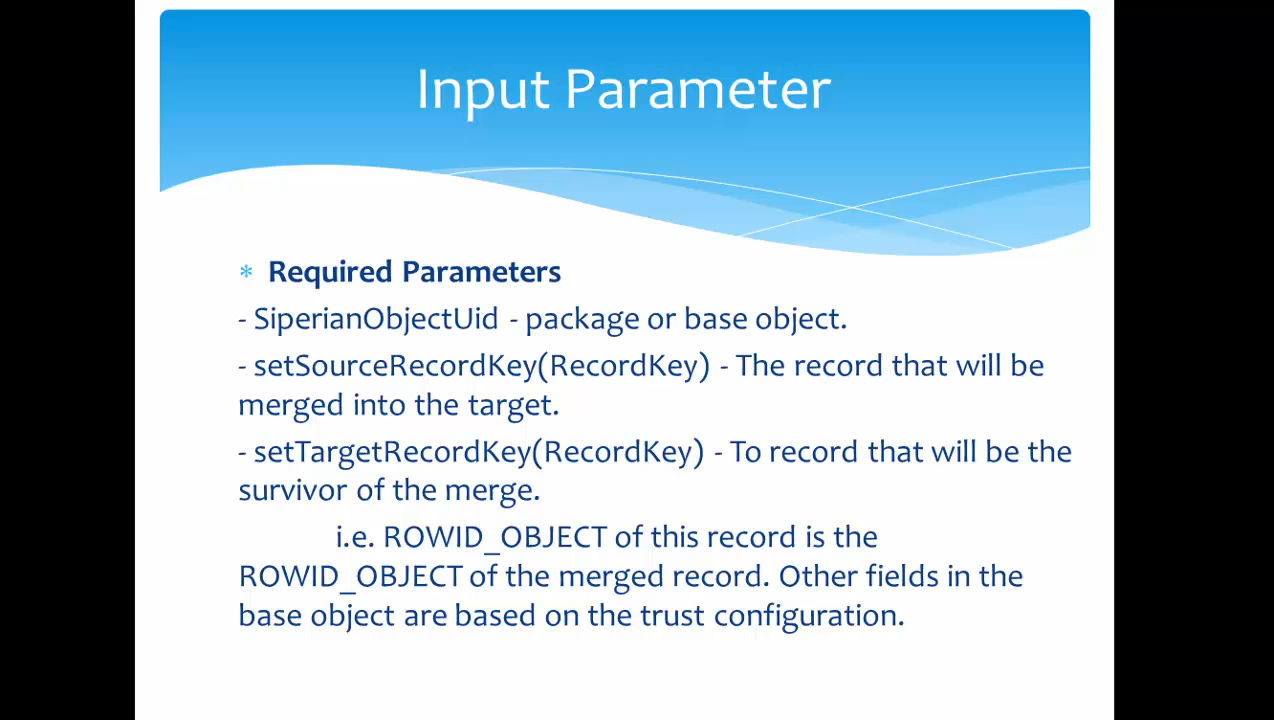 Input Parameter
* Required Parameters
- SiperianObjectUid - package or base object.
- setSourceRecordKey(RecordKey) - The record that will be
merged into the target.
- setTargetRecordKey(RecordKey) - To record that will be the
survivor of the merge.
i.e. ROWID_OBJECT of this record is the
ROWID_OBJECT of the merged record. Other fields in the
base object are based on the trust configuration.